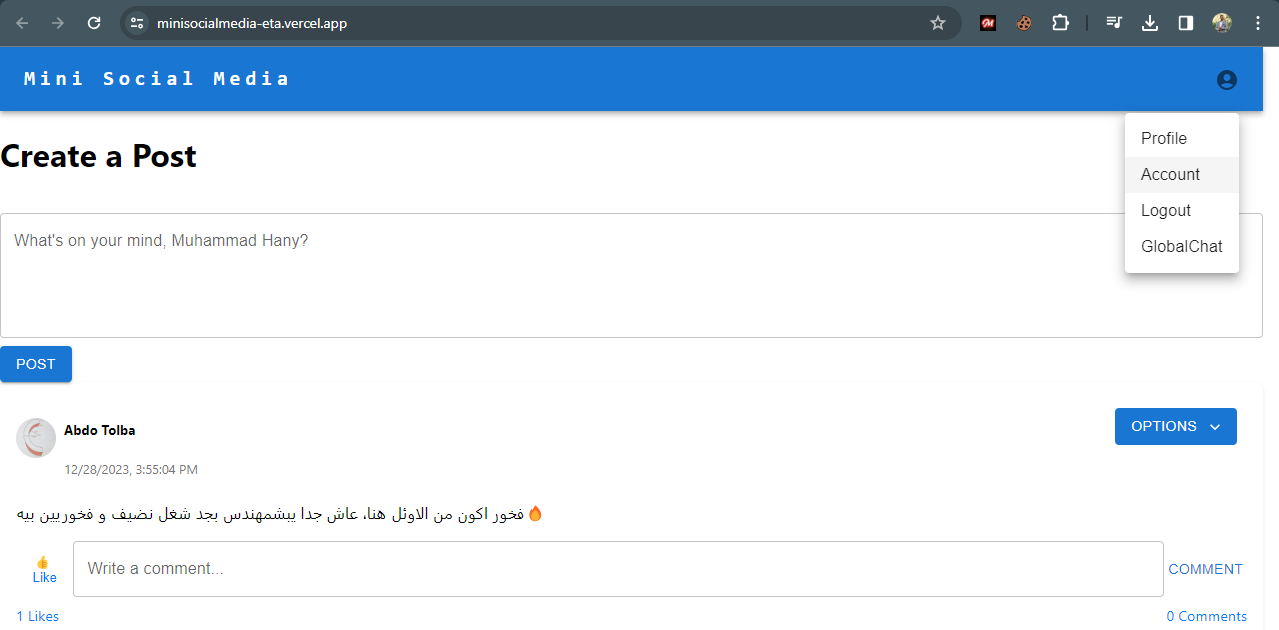 minisocialmedia-eta.vercel.app
Mini Social Media
Profile
Account
Logout
GlobalChat
Create a Post
What's on your mind, Muhammad Hany?
POST
Abdo Tolba
OPTIONS
12/28/2023, 3:55:04 PM
فخور اكون من الاوئل هنا، عاش جدا يبشمهندس بجد شغل نضيف و فخوريين بيه🔥
👍
Like
Write a comment...
COMMENT
1 Likes
0 Comments